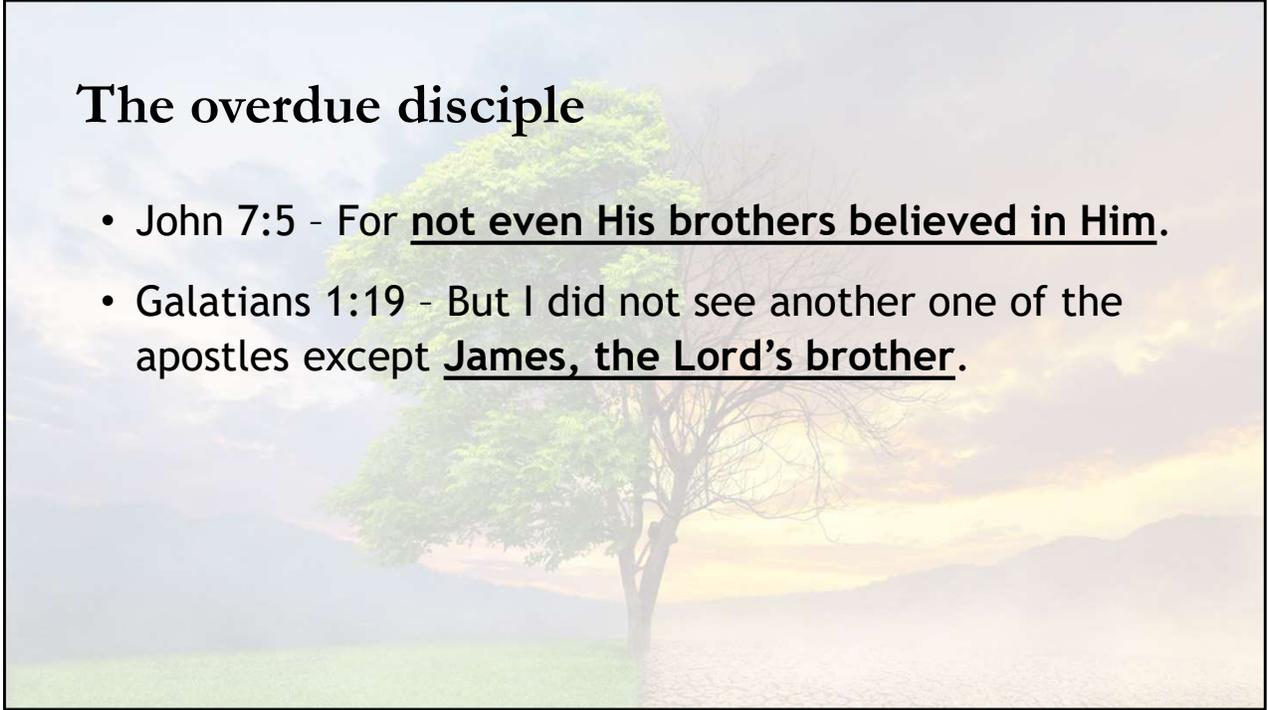 The overdue disciple
• John 7:5 – For not even His brothers believed in Him.
• Galatians 1:19 – But I did not see another one of the
apostles except James, the Lord’s brother.